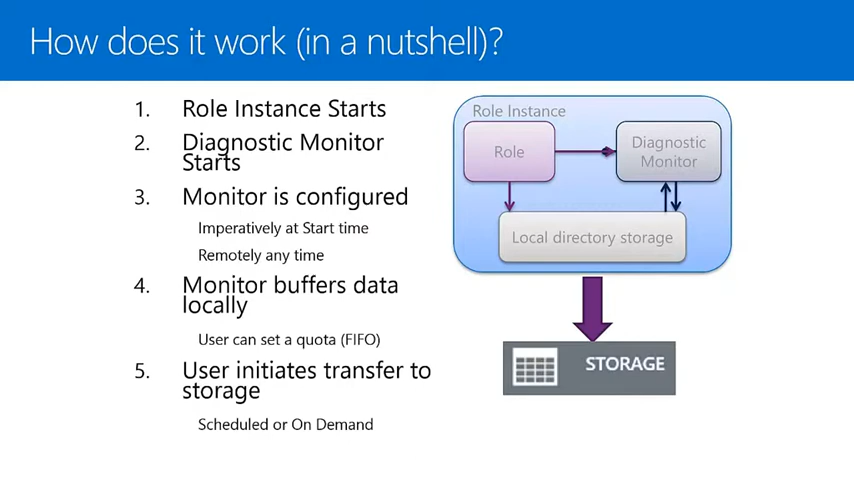 How does it work (in a nutshell)?
1. Role Instance Starts
2. Diagnostic Monitor
Starts
3. Monitor is configured
Imperatively at Start time
Remotely any time
4. Monitor buffers data
locally
User can set a quota (FIFO)
5. User initiates transfer to
storage
Scheduled or On Demand
Role Instance
Role
Diagnostic
Monitor
Local directory storage
STORAGE